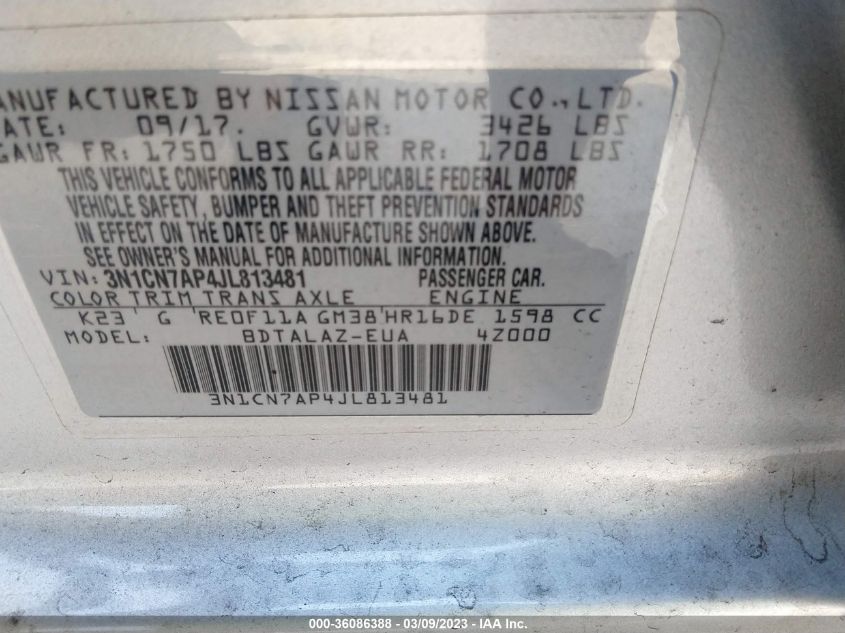 ANUFACTURED BY NISSAN MOTOR CO., LTD.
ATE: 09/17. GVWR: 3426 LBS
GAWR FR: 1750 LBS GAWR RR: 1708 LBS
THIS VEHICLE CONFORMS TO ALL APPLICABLE FEDERAL MOTOR
VEHICLE SAFETY, BUMPER AND THEFT PREVENTION STANDARDS
IN EFFECT ON THE DATE OF MANUFACTURE SHOWN ABOVE.
SEE OWNER'S MANUAL FOR ADDITIONAL INFORMATION.
VIN: 3N1CN7AP4JL813481 PASSENGER CAR.
COLOR TRIM TRANS AXLE ENGINE
K23 G RE0F11A GM38 HR16DE 1598 CC
MODEL: BDTALAZ-EUA 4Z000
3N1CN7AP4JL813481
000-36086388 - 03/09/2023 - IAA Inc.